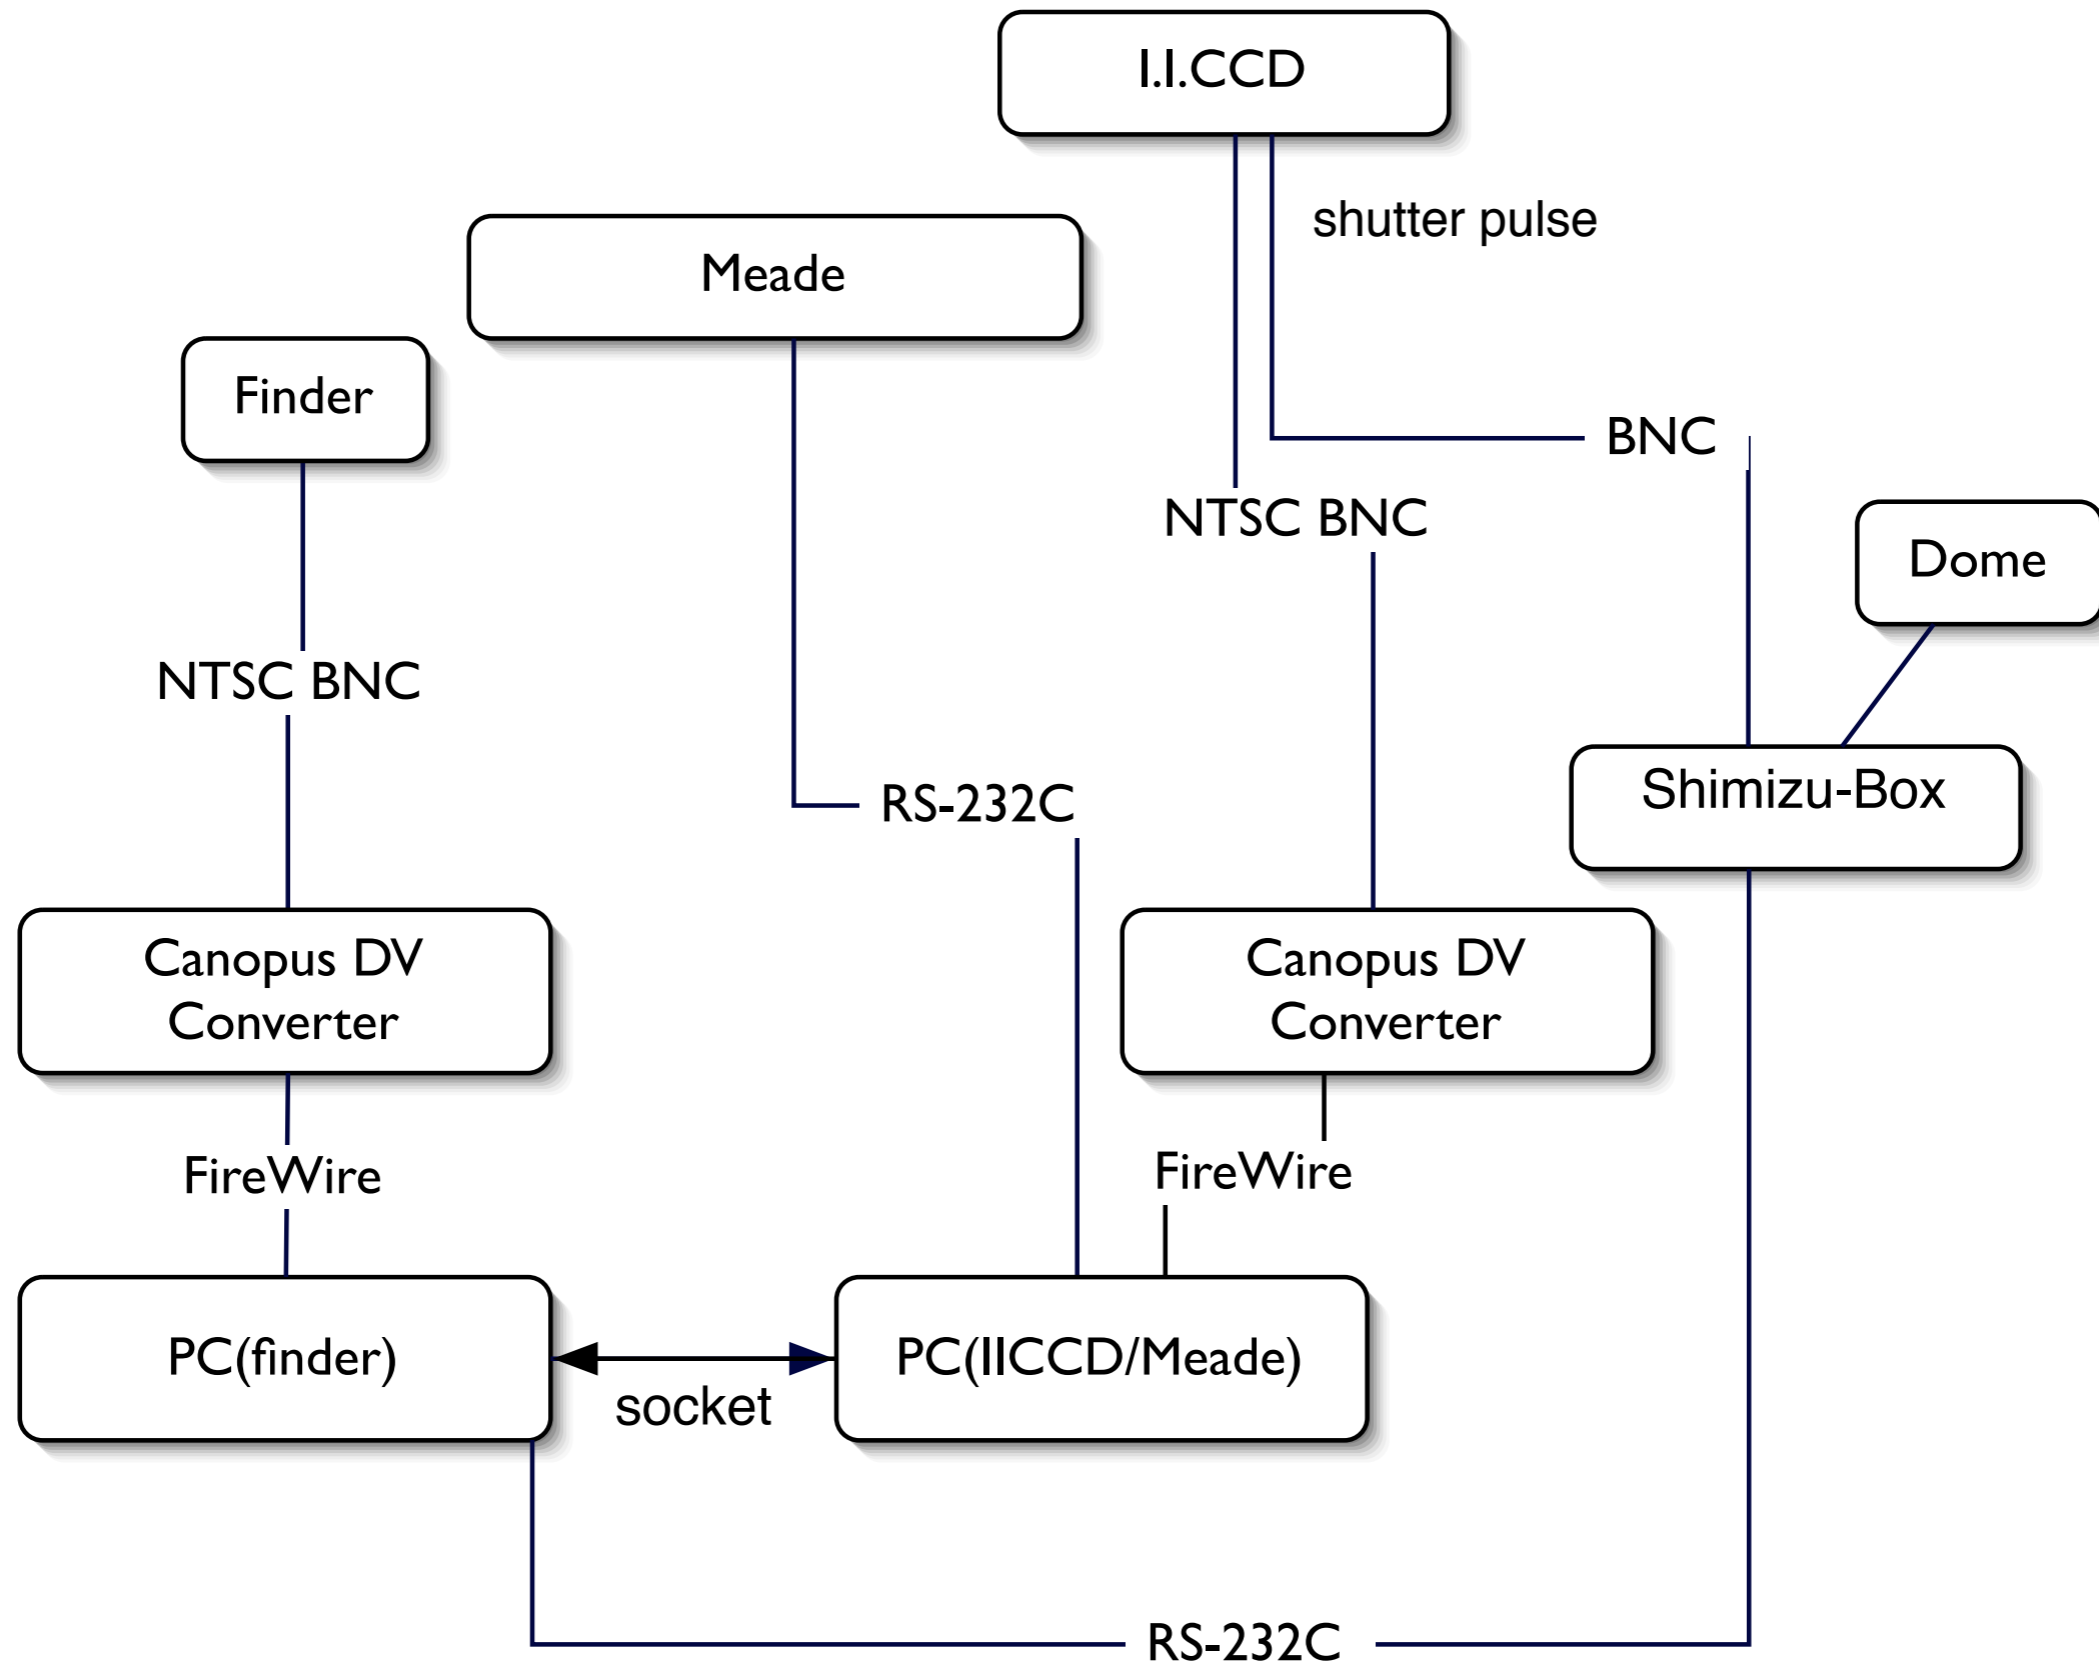 I.I.CCD
shutter pulse
Meade
Finder
BNC
NTSC BNC
Dome
NTSC BNC
Shimizu-Box
RS-232C
Canopus DV
Converter
Canopus DV
Converter
FireWire
FireWire
PC(finder)
PC(IICCD/Meade)
socket
RS-232C